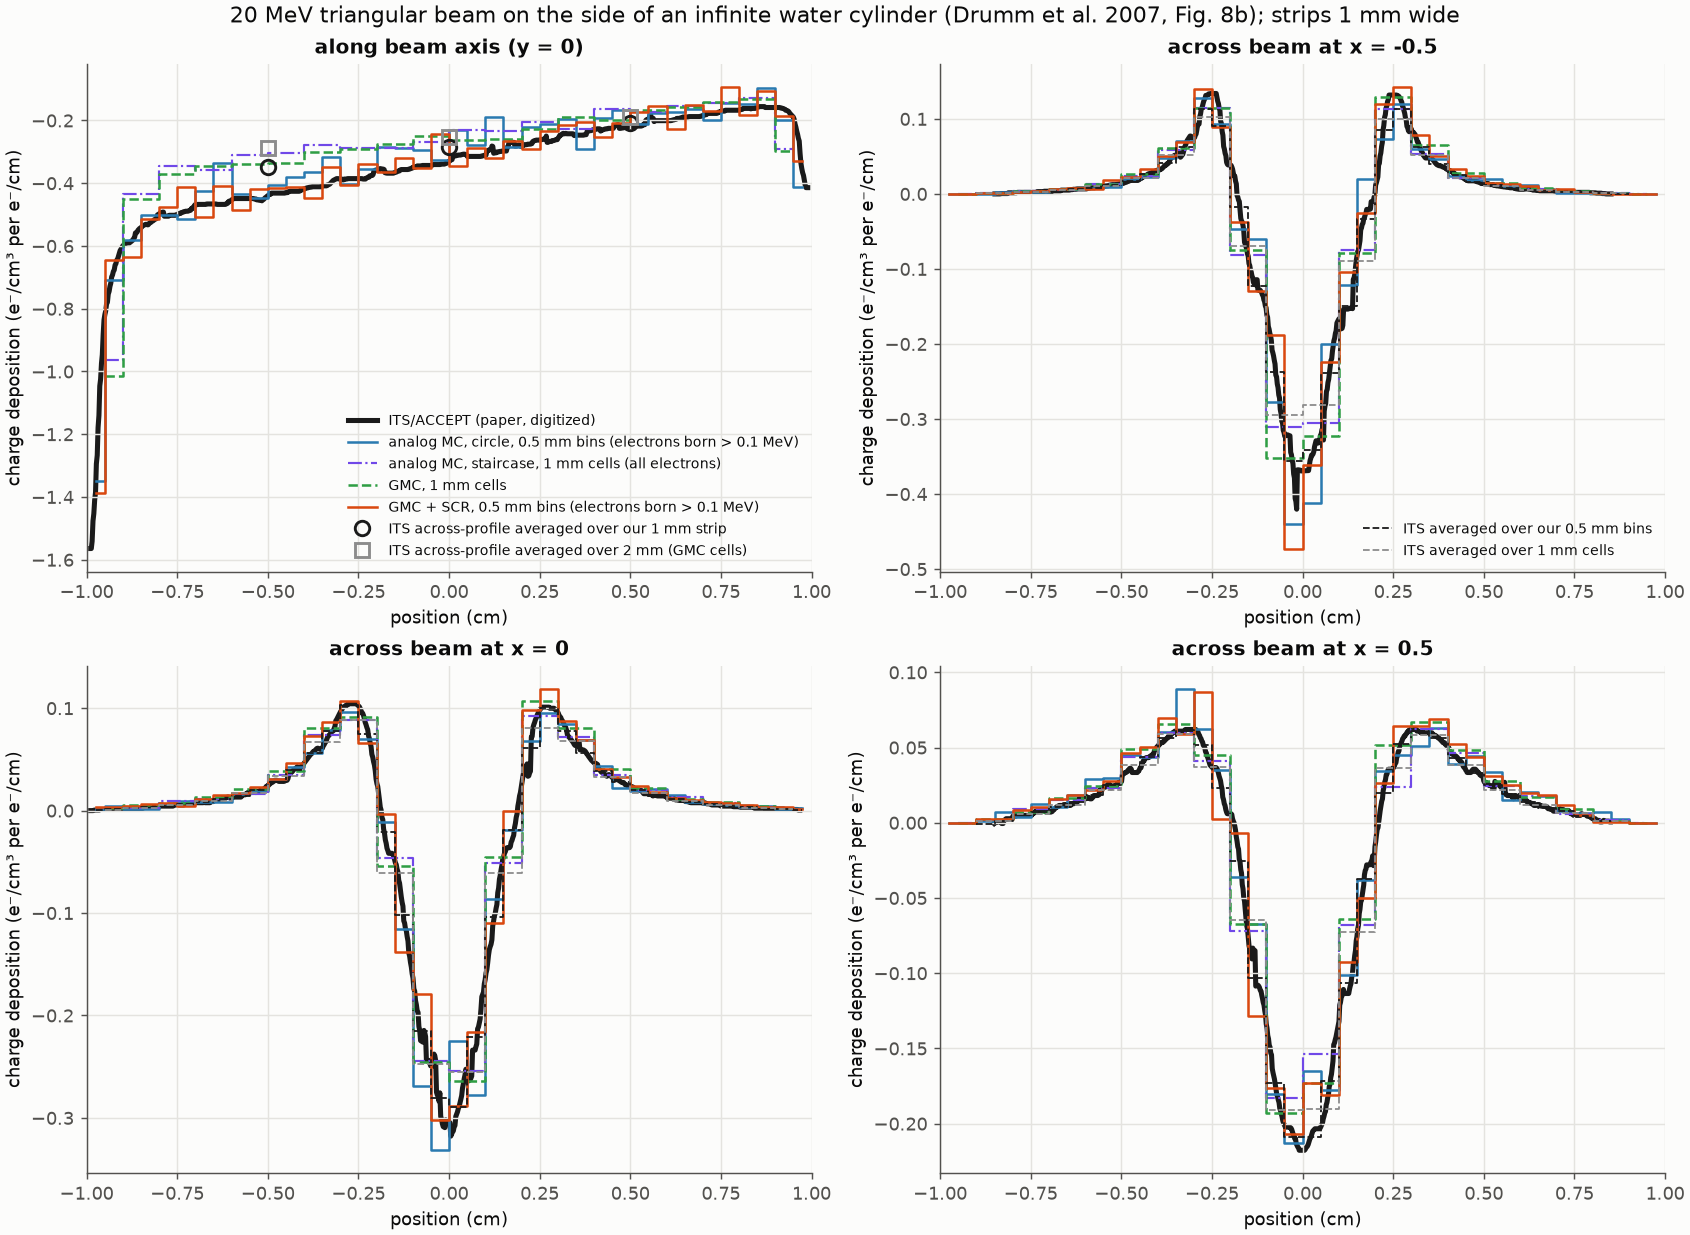 20 MeV triangular beam on the side of an infinite water cylinder (Drumm et al. 2007, Fig. 8b); strips 1 mm wide
along beam axis (y = 0)
charge deposition (e⁻/cm³ per e⁻/cm)
−0.2
−0.4
−0.6
−0.8
−1.0
−1.2
−1.4
−1.6
ITS/ACCEPT (paper, digitized)
analog MC, circle, 0.5 mm bins (electrons born > 0.1 MeV)
analog MC, staircase, 1 mm cells (all electrons)
GMC, 1 mm cells
GMC + SCR, 0.5 mm bins (electrons born > 0.1 MeV)
ITS across-profile averaged over our 1 mm strip
ITS across-profile averaged over 2 mm (GMC cells)
−1.00 −0.75 −0.50 −0.25 0.00 0.25 0.50 0.75 1.00
position (cm)
across beam at x = -0.5
charge deposition (e⁻/cm³ per e⁻/cm)
0.1
0.0
−0.1
−0.2
−0.3
−0.4
−0.5
ITS averaged over our 0.5 mm bins
ITS averaged over 1 mm cells
−1.00 −0.75 −0.50 −0.25 0.00 0.25 0.50 0.75 1.00
position (cm)
across beam at x = 0
charge deposition (e⁻/cm³ per e⁻/cm)
0.1
0.0
−0.1
−0.2
−0.3
−1.00 −0.75 −0.50 −0.25 0.00 0.25 0.50 0.75 1.00
position (cm)
across beam at x = 0.5
charge deposition (e⁻/cm³ per e⁻/cm)
0.10
0.05
0.00
−0.05
−0.10
−0.15
−0.20
−1.00 −0.75 −0.50 −0.25 0.00 0.25 0.50 0.75 1.00
position (cm)